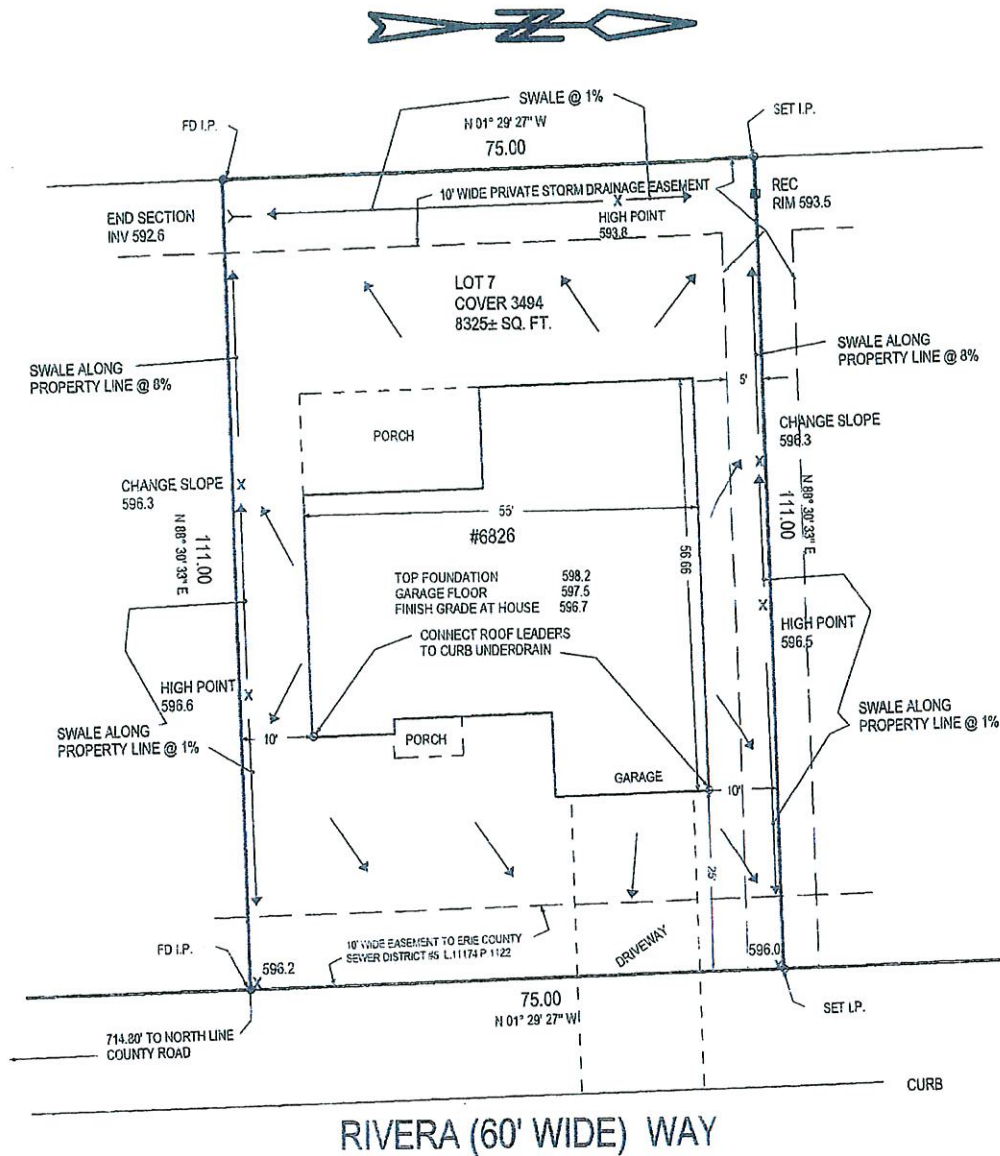 SWALE @ 1%
N 01° 29' 27" W
75.00
FD I.P.
SET I.P.
10' WIDE PRIVATE STORM DRAINAGE EASEMENT
REC
RIM 593.5
END SECTION
INV 592.6
HIGH POINT
593.8
LOT 7
COVER 3494
8325± SQ. FT.
SWALE ALONG
PROPERTY LINE @ 8%
SWALE ALONG
PROPERTY LINE @ 8%
5'
PORCH
CHANGE SLOPE
596.3
CHANGE SLOPE
596.3
55'
#6826
56.66
111.00
N 88° 30' 33" E
111.00
N 88° 30' 33" E
TOP FOUNDATION 598.2
GARAGE FLOOR 597.5
FINISH GRADE AT HOUSE 596.7
CONNECT ROOF LEADERS
TO CURB UNDERDRAIN
HIGH POINT
596.5
HIGH POINT
596.6
SWALE ALONG
PROPERTY LINE @ 1%
SWALE ALONG
PROPERTY LINE @ 1%
10'
PORCH
GARAGE
10'
25'
10' WIDE EASEMENT TO ERIE COUNTY
SEWER DISTRICT #5 L.11174 P 1122
DRIVEWAY
FD I.P.
596.2
596.0
SET I.P.
75.00
N 01° 29' 27" W
714.80' TO NORTH LINE
COUNTY ROAD
CURB
RIVERA (60' WIDE) WAY